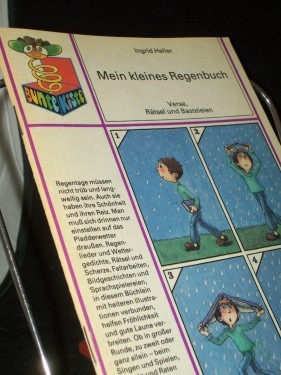 Ingrid Heller
Mein kleines Regenbuch
Verse,
Rätsel und Basteleien
BUNTE KISTE
1
2
Regentage müssen
nicht trüb und lang-
weilig sein. Auch sie
haben ihre Schönheit
und ihren Reiz. Man
muß sich drinnen nur
einstellen auf das
Pladderwetter
draußen. Regen-
lieder und Wetter-
gedichte, Rätsel und
Scherze, Faltarbeiten,
Bildgeschichten und
Sprachspielereien,
in diesem Büchlein
mit heiteren Illustra-
tionen verbunden,
helfen Fröhlichkeit
und gute Laune ver-
breiten. Ob in großer
Runde, zu zweit oder
ganz allein – beim
Singen und Spielen,
und Raten
3
4